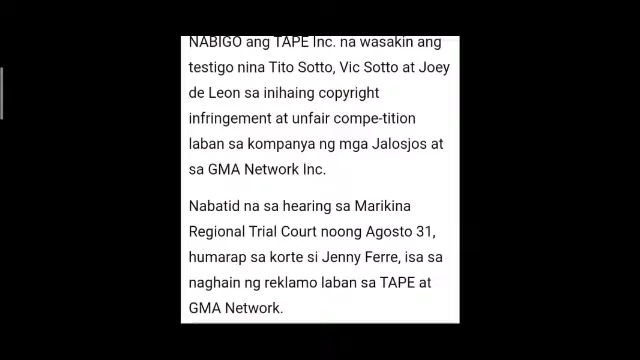 NABIGO ang TAPE Inc. na wasakin ang
testigo nina Tito Sotto, Vic Sotto at Joey
de Leon sa inihaing copyright
infringement at unfair compe-tition
laban sa kompanya ng mga Jalosjos at
sa GMA Network Inc.
Nabatid na sa hearing sa Marikina
Regional Trial Court noong Agosto 31,
humarap sa korte si Jenny Ferre, isa sa
naghain ng reklamo laban sa TAPE at
GMA Network.